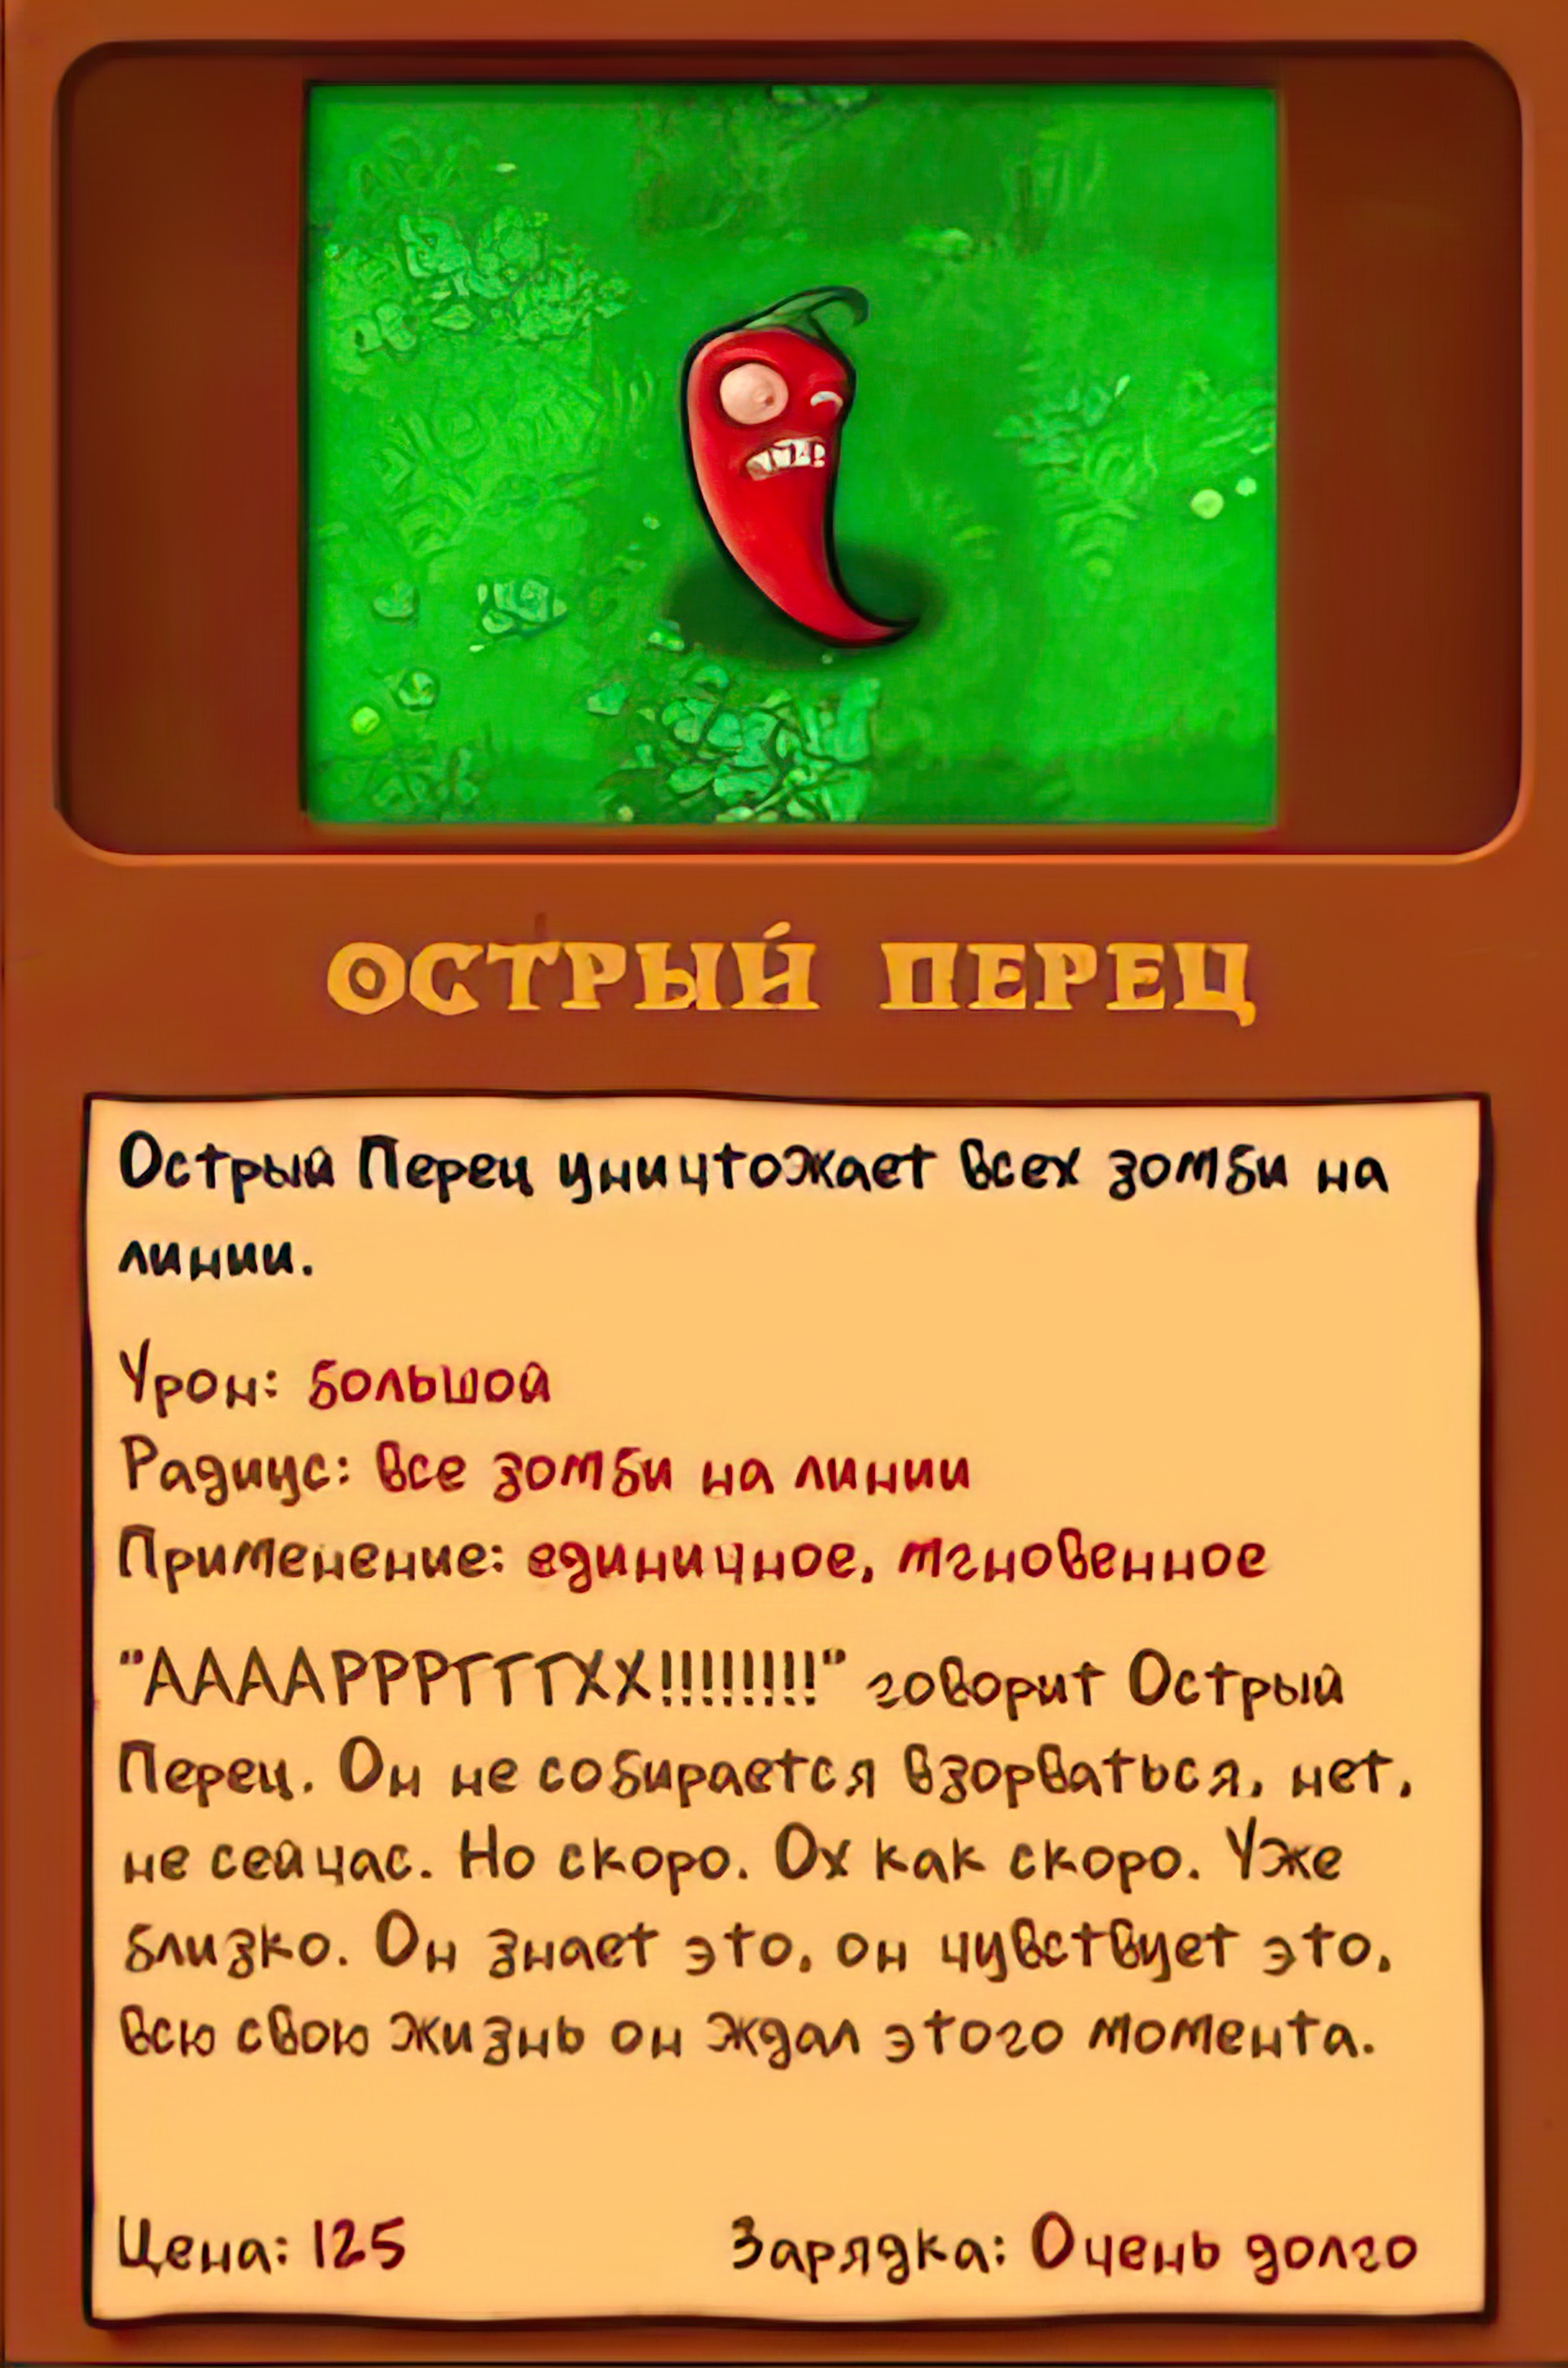 ОСТРЫЙ ПЕРЕЦ
Острый Перец уничтожает всех зомби на
линии.
Урон: большой
Радиус: все зомби на линии
Применение: единичное, мгновенное
"ААААРРРГГГХХ!!!!!!!!" говорит Острый
Перец. Он не собирается взорваться, нет,
не сейчас. Но скоро. Ох как скоро. Уже
близко. Он знает это, он чувствует это,
всю свою жизнь он ждал этого момента.
Цена: 125 Зарядка: Очень долго